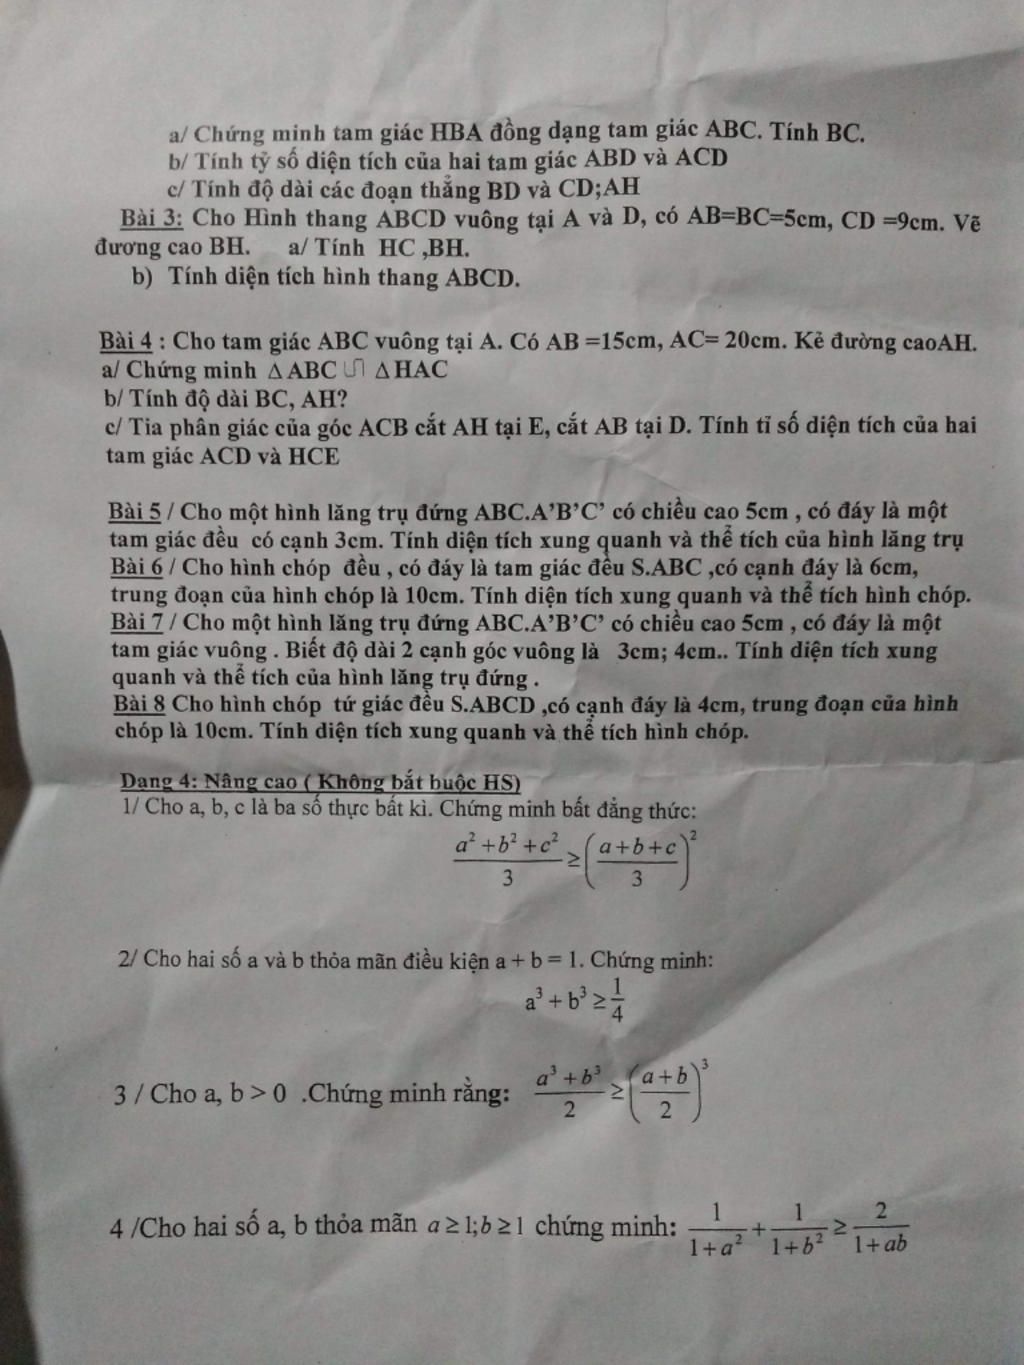 a/ Chứng minh tam giác HBA đồng dạng tam giác ABC. Tính BC.
b/ Tính tỷ số diện tích của hai tam giác ABD và ACD
c/ Tính độ dài các đoạn thẳng BD và CD;AH
Bài 3: Cho Hình thang ABCD vuông tại A và D, có AB=BC=5cm, CD =9cm. Vẽ
đương cao BH. a/ Tính HC ,BH.
b) Tính diện tích hình thang ABCD.
Bài 4 : Cho tam giác ABC vuông tại A. Có AB =15cm, AC= 20cm. Kẻ đường caoAH.
a/ Chứng minh Δ ABC ∽ Δ HAC
b/ Tính độ dài BC, AH?
c/ Tia phân giác của góc ACB cắt AH tại E, cắt AB tại D. Tính tỉ số diện tích của hai
tam giác ACD và HCE
Bài 5 / Cho một hình lăng trụ đứng ABC.A’B’C’ có chiều cao 5cm , có đáy là một
tam giác đều có cạnh 3cm. Tính diện tích xung quanh và thể tích của hình lăng trụ
Bài 6 / Cho hình chóp đều , có đáy là tam giác đều S.ABC ,có cạnh đáy là 6cm,
trung đoạn của hình chóp là 10cm. Tính diện tích xung quanh và thể tích hình chóp.
Bài 7 / Cho một hình lăng trụ đứng ABC.A’B’C’ có chiều cao 5cm , có đáy là một
tam giác vuông . Biết độ dài 2 cạnh góc vuông là 3cm; 4cm.. Tính diện tích xung
quanh và thể tích của hình lăng trụ đứng .
Bài 8 Cho hình chóp tứ giác đều S.ABCD ,có cạnh đáy là 4cm, trung đoạn của hình
chóp là 10cm. Tính diện tích xung quanh và thể tích hình chóp.
Dạng 4: Nâng cao ( Không bắt buộc HS)
1/ Cho a, b, c là ba số thực bất kì. Chứng minh bất đẳng thức:
(a² + b² + c²)/3 ≥ ((a + b + c)/3)²
2/ Cho hai số a và b thỏa mãn điều kiện a + b = 1. Chứng minh:
a³ + b³ ≥ 1/4
3 / Cho a, b > 0 .Chứng minh rằng: (a³ + b³)/2 ≥ ((a + b)/2)³
4 /Cho hai số a, b thỏa mãn a ≥ 1; b ≥ 1 chứng minh: 1/(1 + a²) + 1/(1 + b²) ≥ 2/(1 + ab)